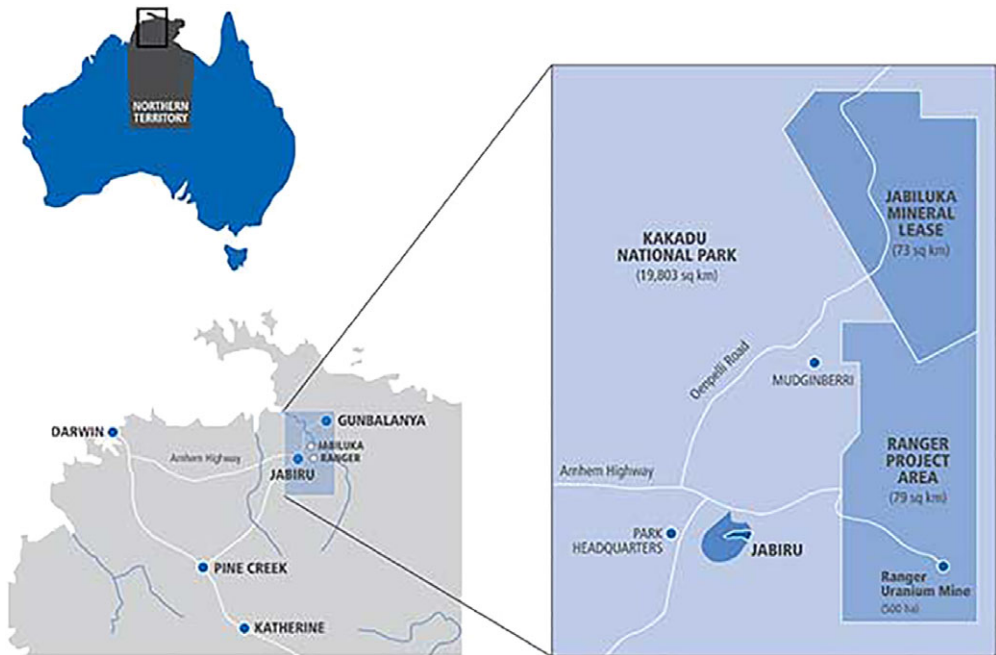 NORTHERN
TERRITORY
DARWIN
Arnhem Highway
GUNBALANYA
JABILUKA
RANGER
JABIRU
PINE CREEK
KATHERINE
JABILUKA
MINERAL
LEASE
(73 sq km)
KAKADU
NATIONAL PARK
(19,803 sq km)
Oenpelli Road
MUDGINBERRI
RANGER
PROJECT
AREA
(79 sq km)
Arnhem Highway
PARK
HEADQUARTERS
JABIRU
Ranger
Uranium Mine
(500 ha)